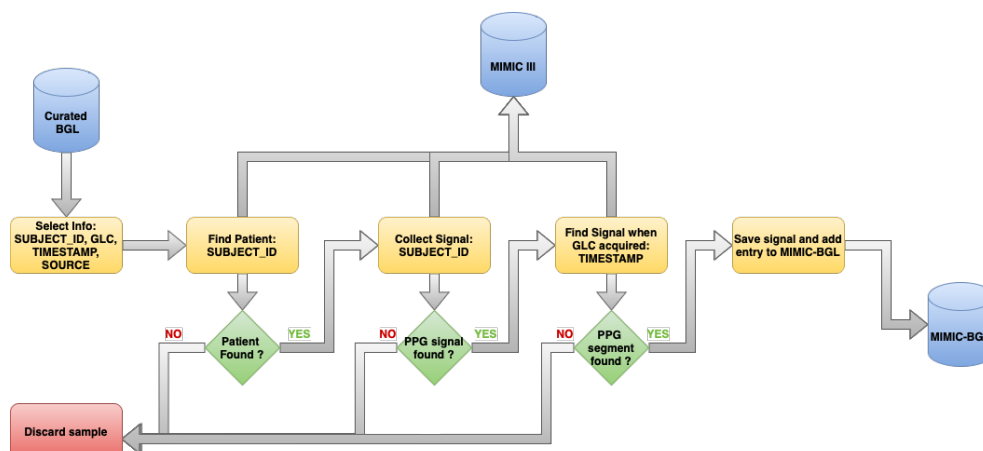 MIMIC III
Curated
BGL
Select Info:
SUBJECT_ID, GLC,
TIMESTAMP,
SOURCE
Find Patient:
SUBJECT_ID
Collect Signal:
SUBJECT_ID
Find Signal when
GLC acquired:
TIMESTAMP
Save signal and add
entry to MIMIC-BGL
NO
Patient
Found ?
YES
NO
PPG signal
found ?
YES
NO
PPG
segment
found ?
YES
MIMIC-BG
Discard sample